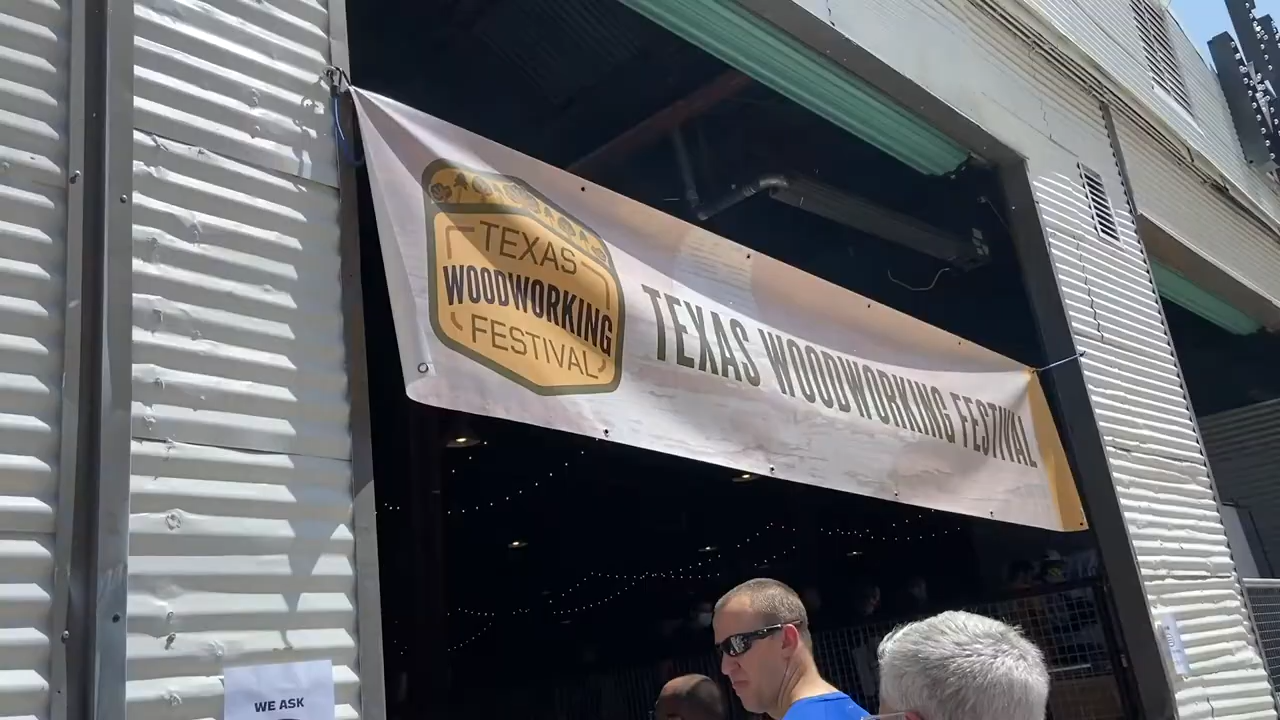 TEXAS
WOODWORKING
FESTIVAL
TEXAS WOODWORKING FESTIVAL
WE ASK